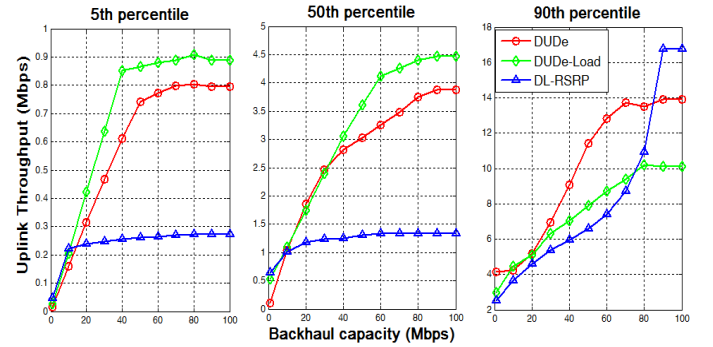 5th percentile
50th percentile
90th percentile
Uplink Throughput (Mbps)
1
0.9
0.8
0.7
0.6
0.5
0.4
0.3
0.2
0.1
0
0 20 40 60 80 100
5
4.5
4
3.5
3
2.5
2
1.5
1
0.5
0
0 20 40 60 80 100
18
16
14
12
10
8
6
4
2
0 20 40 60 80 100
DUDe
DUDe-Load
DL-RSRP
Backhaul capacity (Mbps)